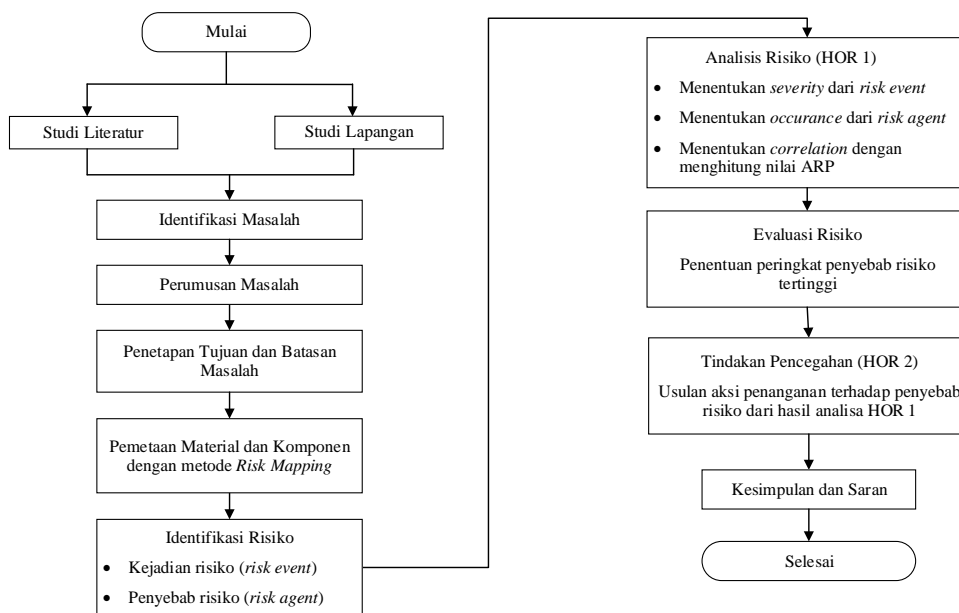 Mulai
Studi Literatur
Studi Lapangan
Identifikasi Masalah
Perumusan Masalah
Penetapan Tujuan dan Batasan
Masalah
Pemetaan Material dan Komponen
dengan metode Risk Mapping
Identifikasi Risiko
• Kejadian risiko (risk event)
• Penyebab risiko (risk agent)
Analisis Risiko (HOR 1)
• Menentukan severity dari risk event
• Menentukan occurance dari risk agent
• Menentukan correlation dengan
menghitung nilai ARP
Evaluasi Risiko
Penentuan peringkat penyebab risiko
tertinggi
Tindakan Pencegahan (HOR 2)
Usulan aksi penanganan terhadap penyebab
risiko dari hasil analisa HOR 1
Kesimpulan dan Saran
Selesai